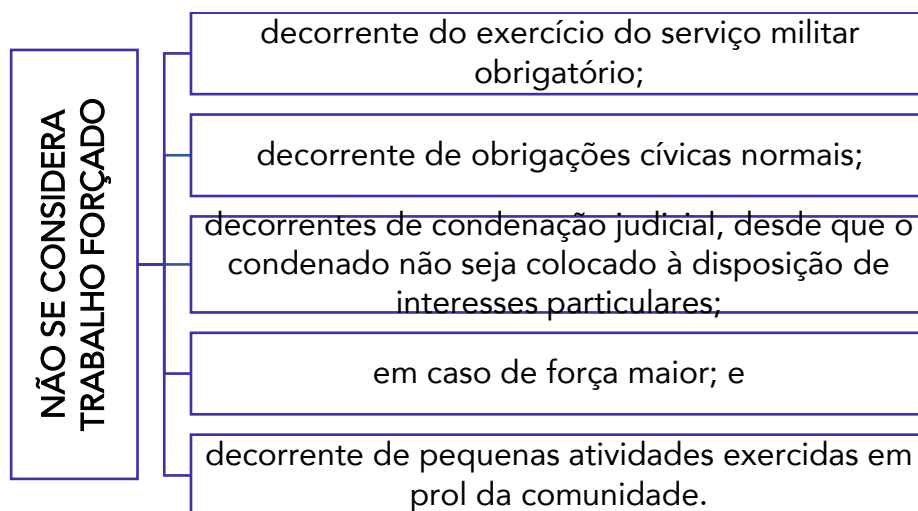 NÃO SE CONSIDERA
TRABALHO FORÇADO
decorrente do exercício do serviço militar
obrigatório;
decorrente de obrigações cívicas normais;
decorrentes de condenação judicial, desde que o
condenado não seja colocado à disposição de
interesses particulares;
em caso de força maior; e
decorrente de pequenas atividades exercidas em
prol da comunidade.